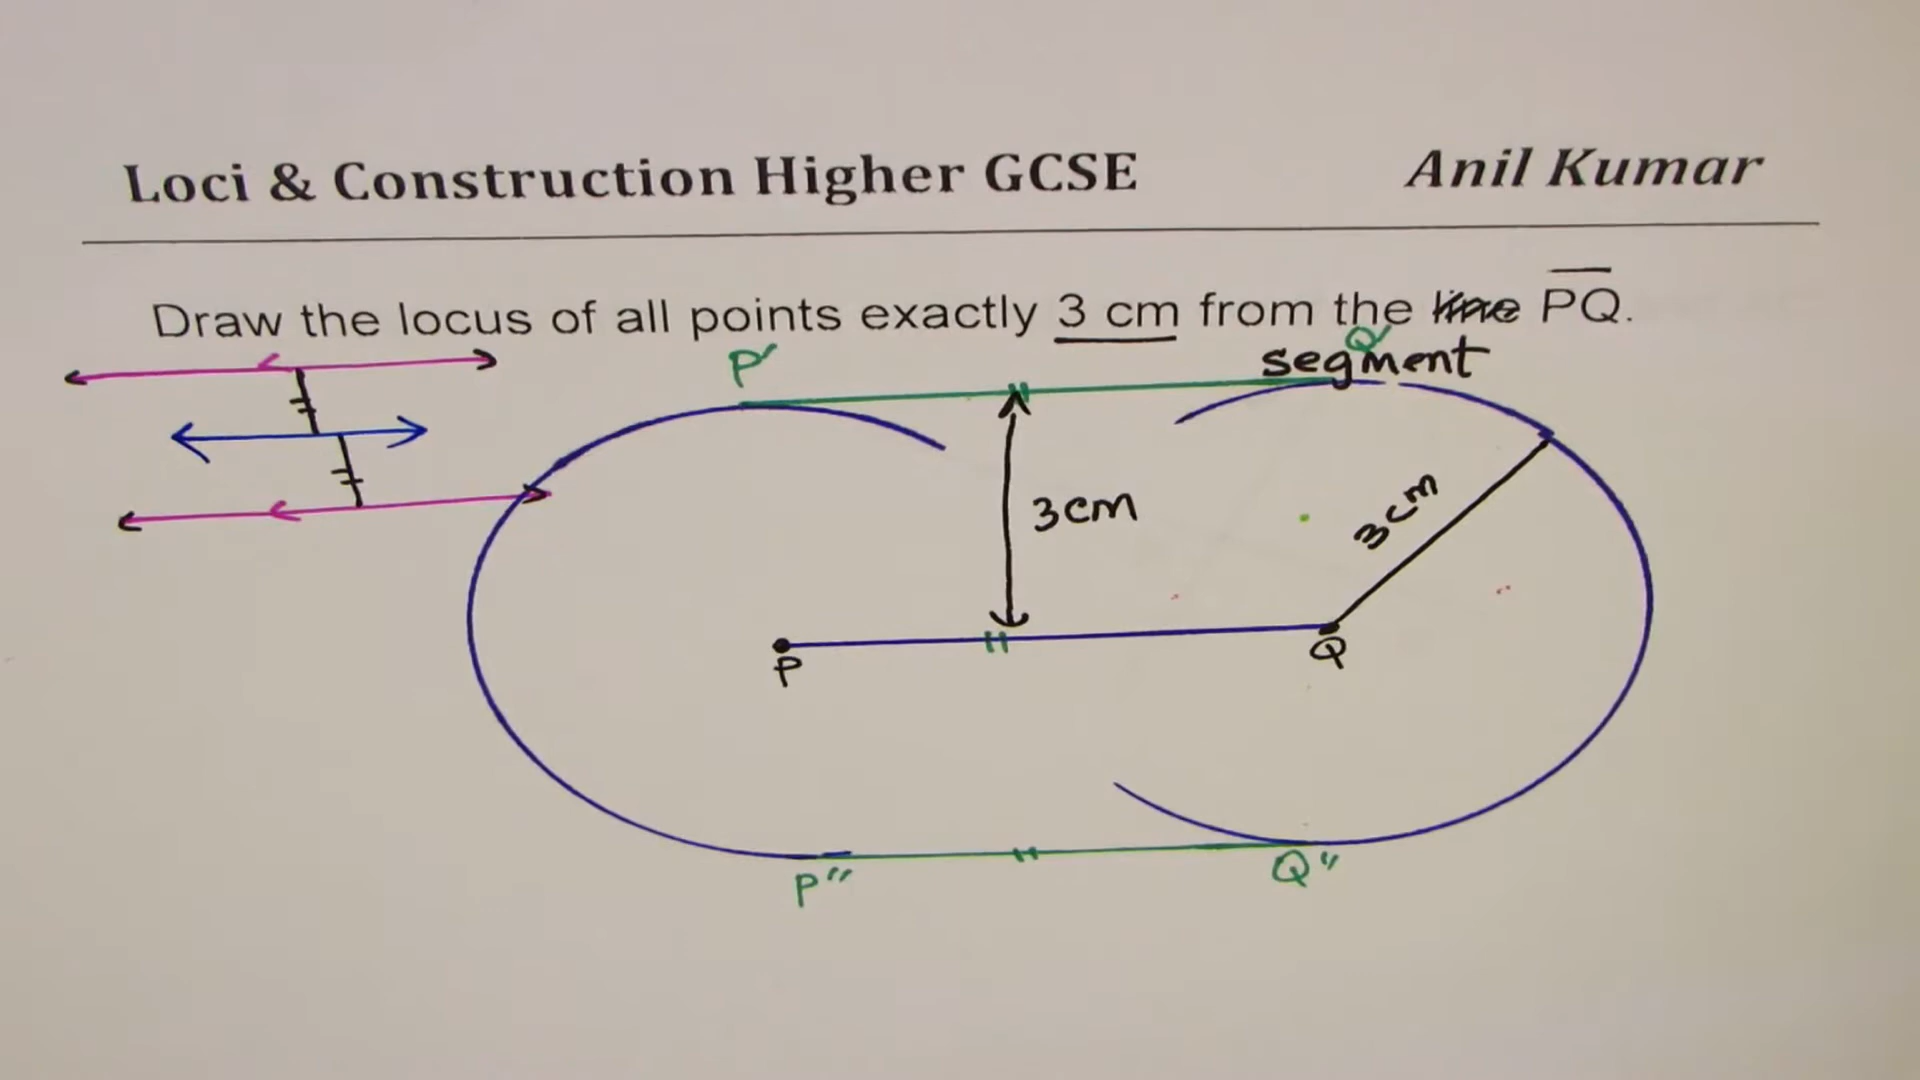 Loci & Construction Higher GCSE
Anil Kumar
Draw the locus of all points exactly 3 cm from the line PQ.
segment
P'
Q'
3cm
3cm
P
Q
P"
Q"